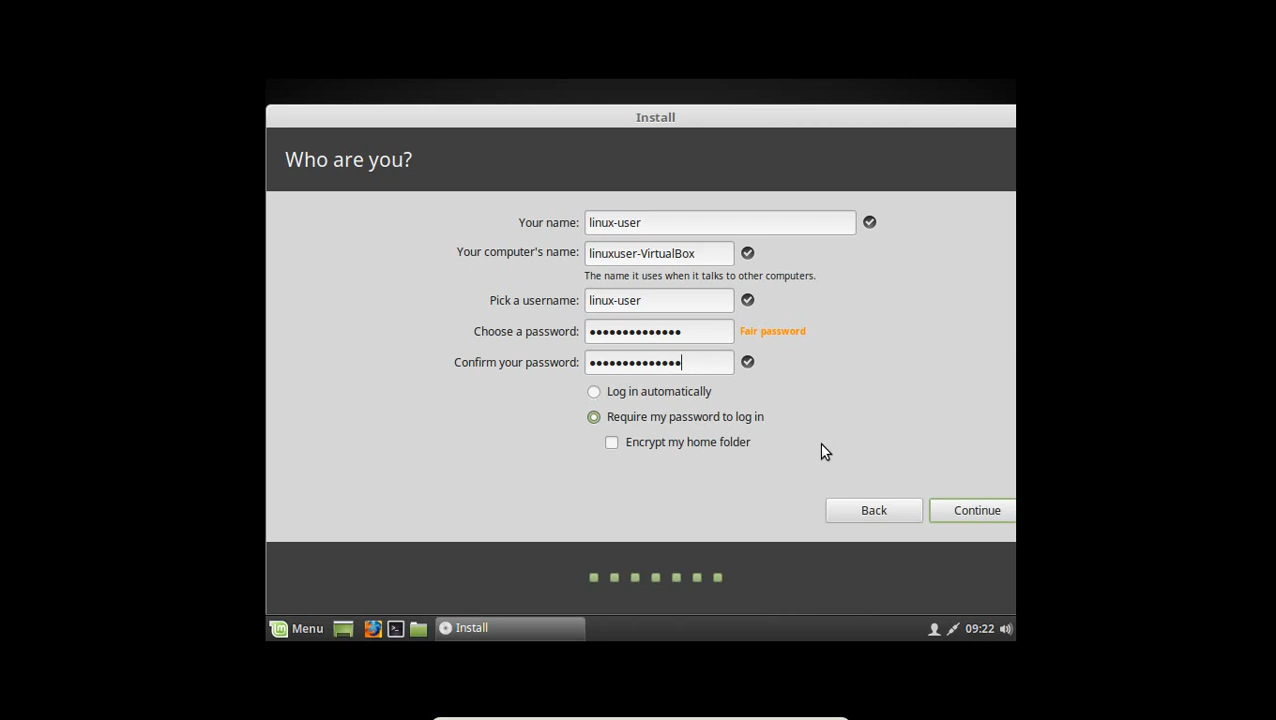 Install
Who are you?
Your name: linux-user
Your computer's name: linuxuser-VirtualBox
The name it uses when it talks to other computers.
Pick a username: linux-user
Choose a password: ●●●●●●●●●●●●●● Fair password
Confirm your password: ●●●●●●●●●●●●●●
Log in automatically
Require my password to log in
Encrypt my home folder
Back Continue
Menu Install 09:22